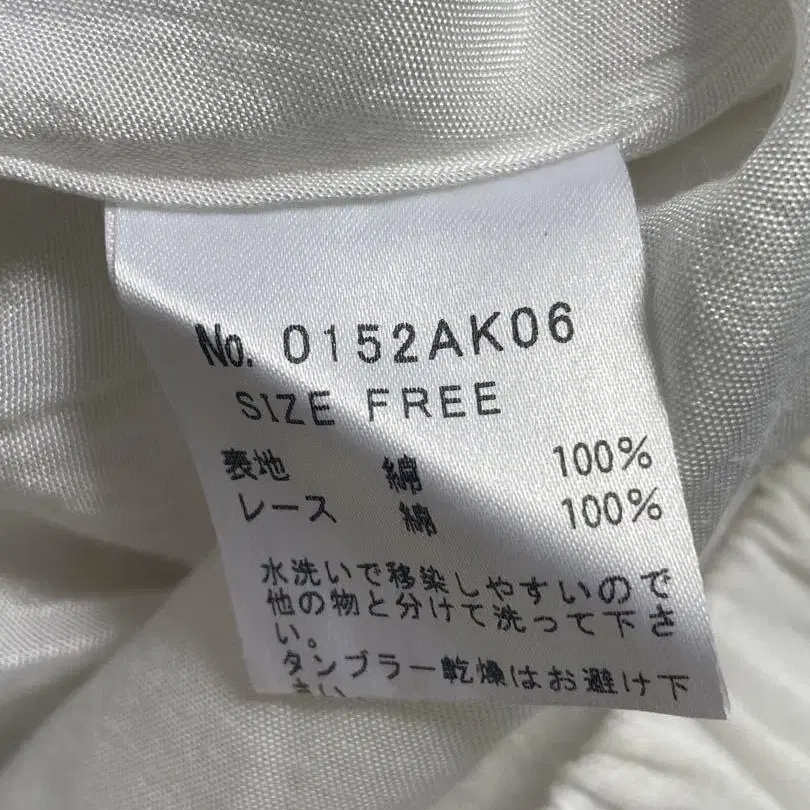 No. 0152AK06
SIZE FREE
表地 綿 100%
レース 綿 100%
水洗いで移染しやすいので
他の物と分けて洗って下さ
い。
タンブラー乾燥はお避け下
さい。